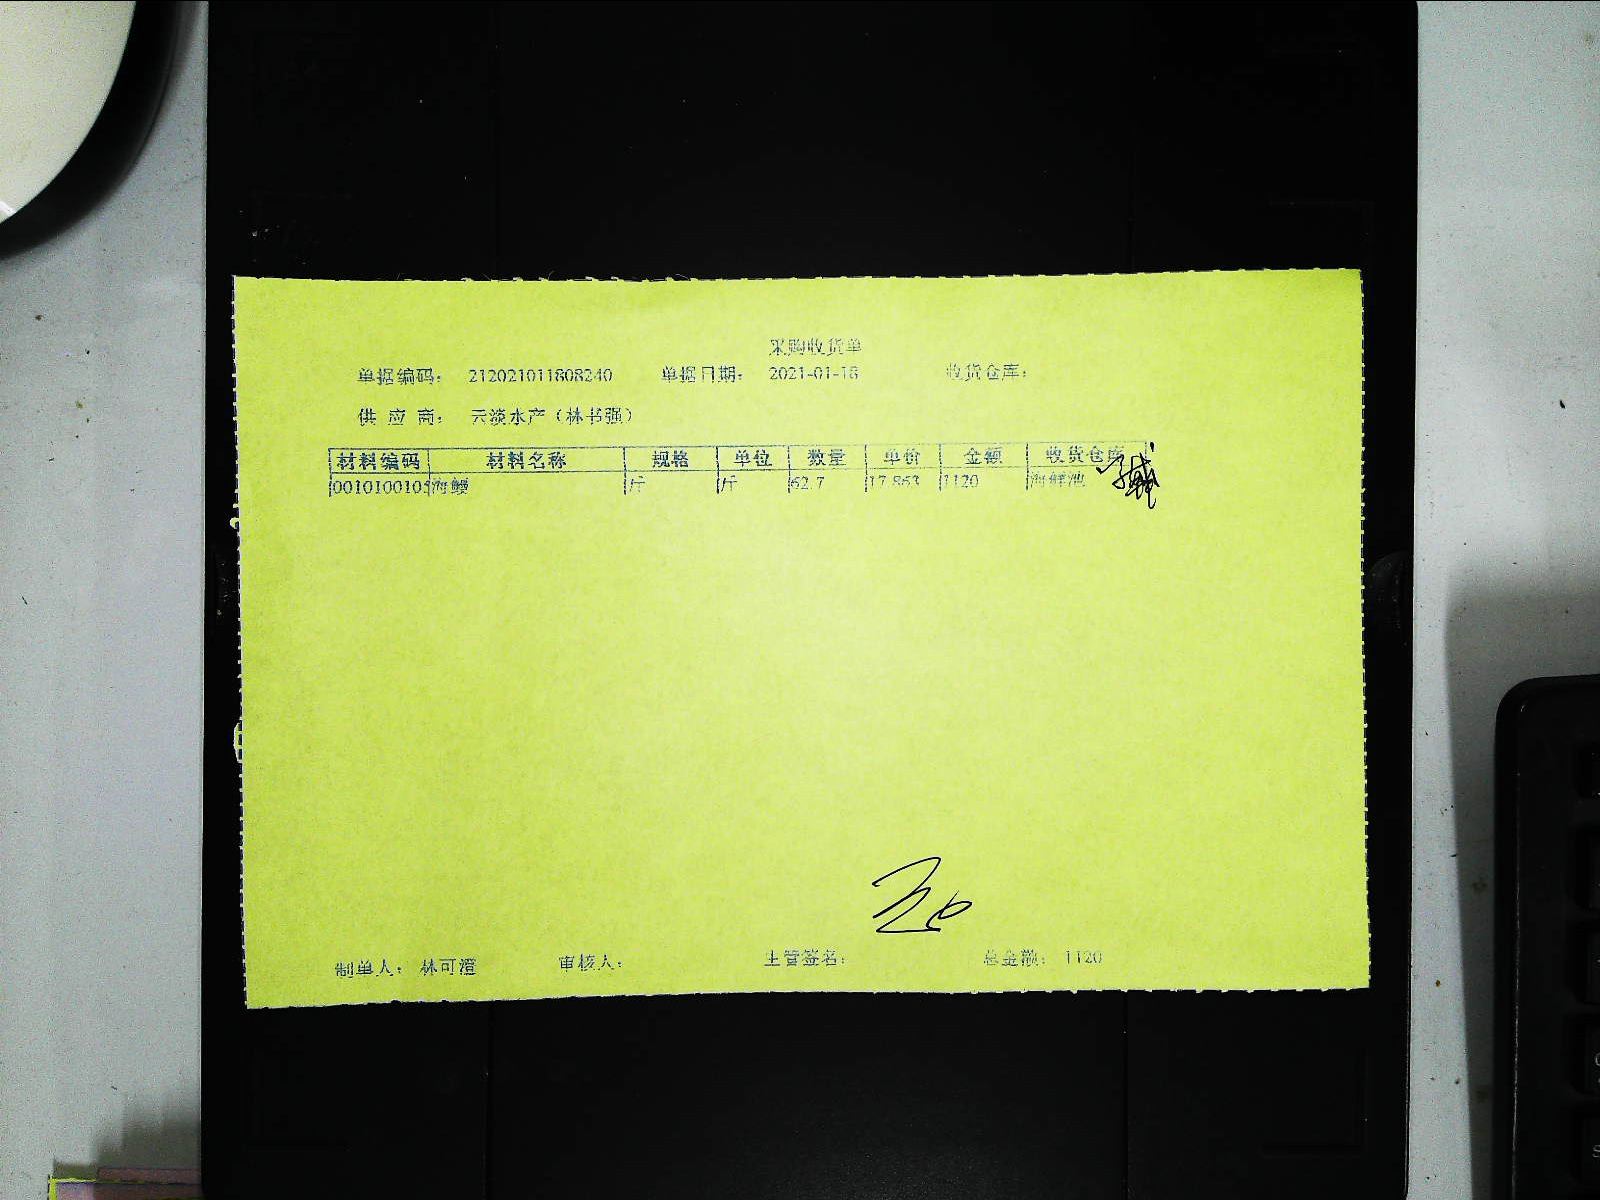 采购收货单
单据编码： 212021011808240 单据日期： 2021-01-18 收货仓库：
供 应 商： 云淡水产（林书强）
材料编码 材料名称 规格 单位 数量 单价 金额 收货仓库
001010010 海鳗 斤 斤 62.7 17.863 1120 海鲜池
制单人： 林可澄 审核人： 主管签名： 总金额： 1120